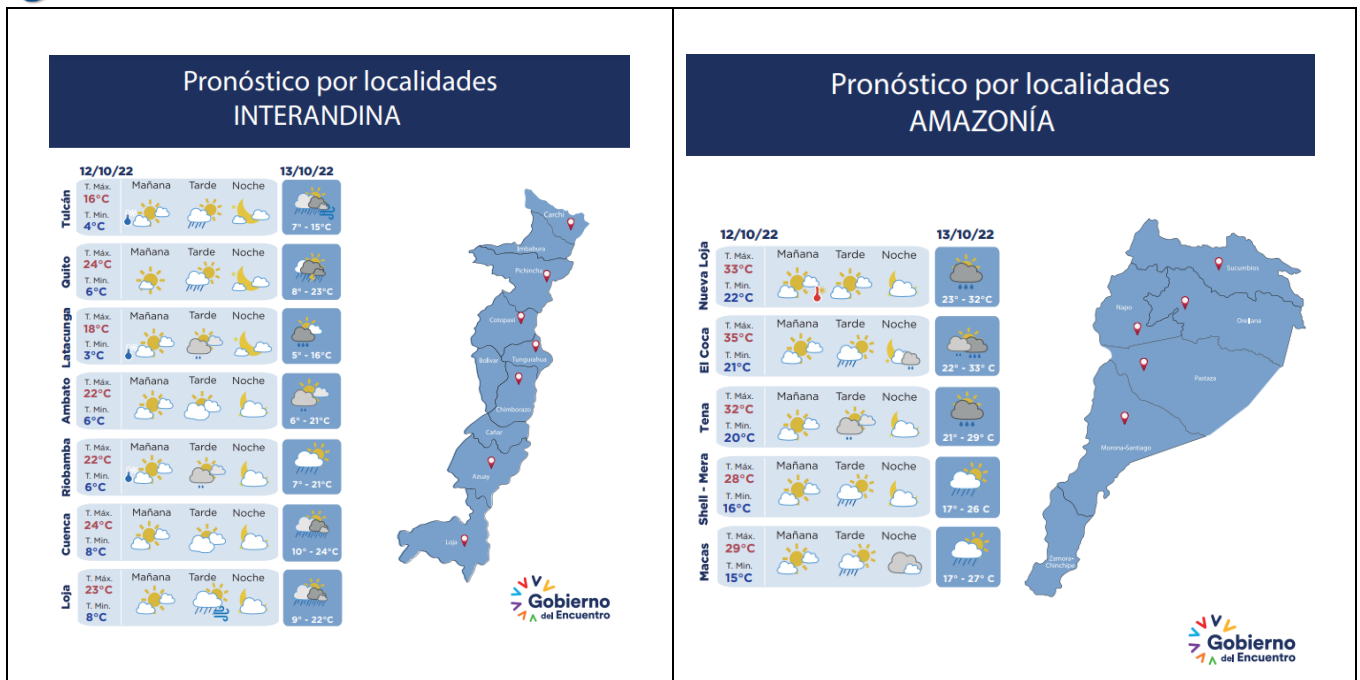 Pronóstico por localidades
INTERANDINA
12/10/22
13/10/22
Tulcán
T. Máx.
16°C
T. Min.
4°C
Mañana
Tarde
Noche
7° - 15°C
Quito
T. Máx.
24°C
T. Min.
6°C
Mañana
Tarde
Noche
8° - 23°C
Latacunga
T. Máx.
18°C
T. Min.
3°C
Mañana
Tarde
Noche
5° - 16°C
Ambato
T. Máx.
22°C
T. Min.
6°C
Mañana
Tarde
Noche
6° - 21°C
Riobamba
T. Máx.
22°C
T. Min.
6°C
Mañana
Tarde
Noche
7° - 21°C
Cuenca
T. Máx.
24°C
T. Min.
8°C
Mañana
Tarde
Noche
10° - 24°C
Loja
T. Máx.
23°C
T. Min.
8°C
Mañana
Tarde
Noche
9° - 22°C
Carchi
Imbabura
Pichincha
Cotopaxi
Bolívar
Tungurahua
Chimborazo
Cañar
Azuay
Loja
Gobierno
del Encuentro
Pronóstico por localidades
AMAZONÍA
12/10/22
13/10/22
Nueva Loja
T. Máx.
33°C
T. Min.
22°C
Mañana
Tarde
Noche
23° - 32°C
El Coca
T. Máx.
35°C
T. Min.
21°C
Mañana
Tarde
Noche
22° - 33° C
Tena
T. Máx.
32°C
T. Min.
20°C
Mañana
Tarde
Noche
21° - 29° C
Shell - Mera
T. Máx.
28°C
T. Min.
16°C
Mañana
Tarde
Noche
17° - 26 C
Macas
T. Máx.
29°C
T. Min.
15°C
Mañana
Tarde
Noche
17° - 27° C
Sucumbíos
Napo
Orellana
Pastaza
Morona-Santiago
Zamora-
Chinchipe
Gobierno
del Encuentro